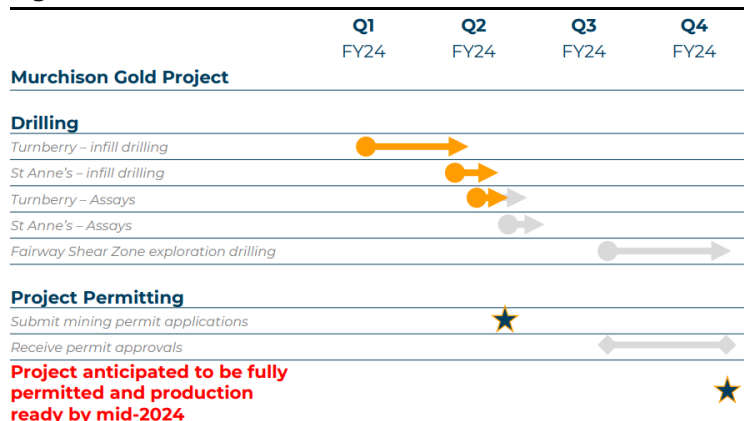 Q1 Q2 Q3 Q4
FY24 FY24 FY24 FY24
Murchison Gold Project
Drilling
Turnberry – infill drilling
St Anne's – infill drilling
Turnberry – Assays
St Anne's – Assays
Fairway Shear Zone exploration drilling
Project Permitting
Submit mining permit applications
Receive permit approvals
Project anticipated to be fully
permitted and production
ready by mid-2024